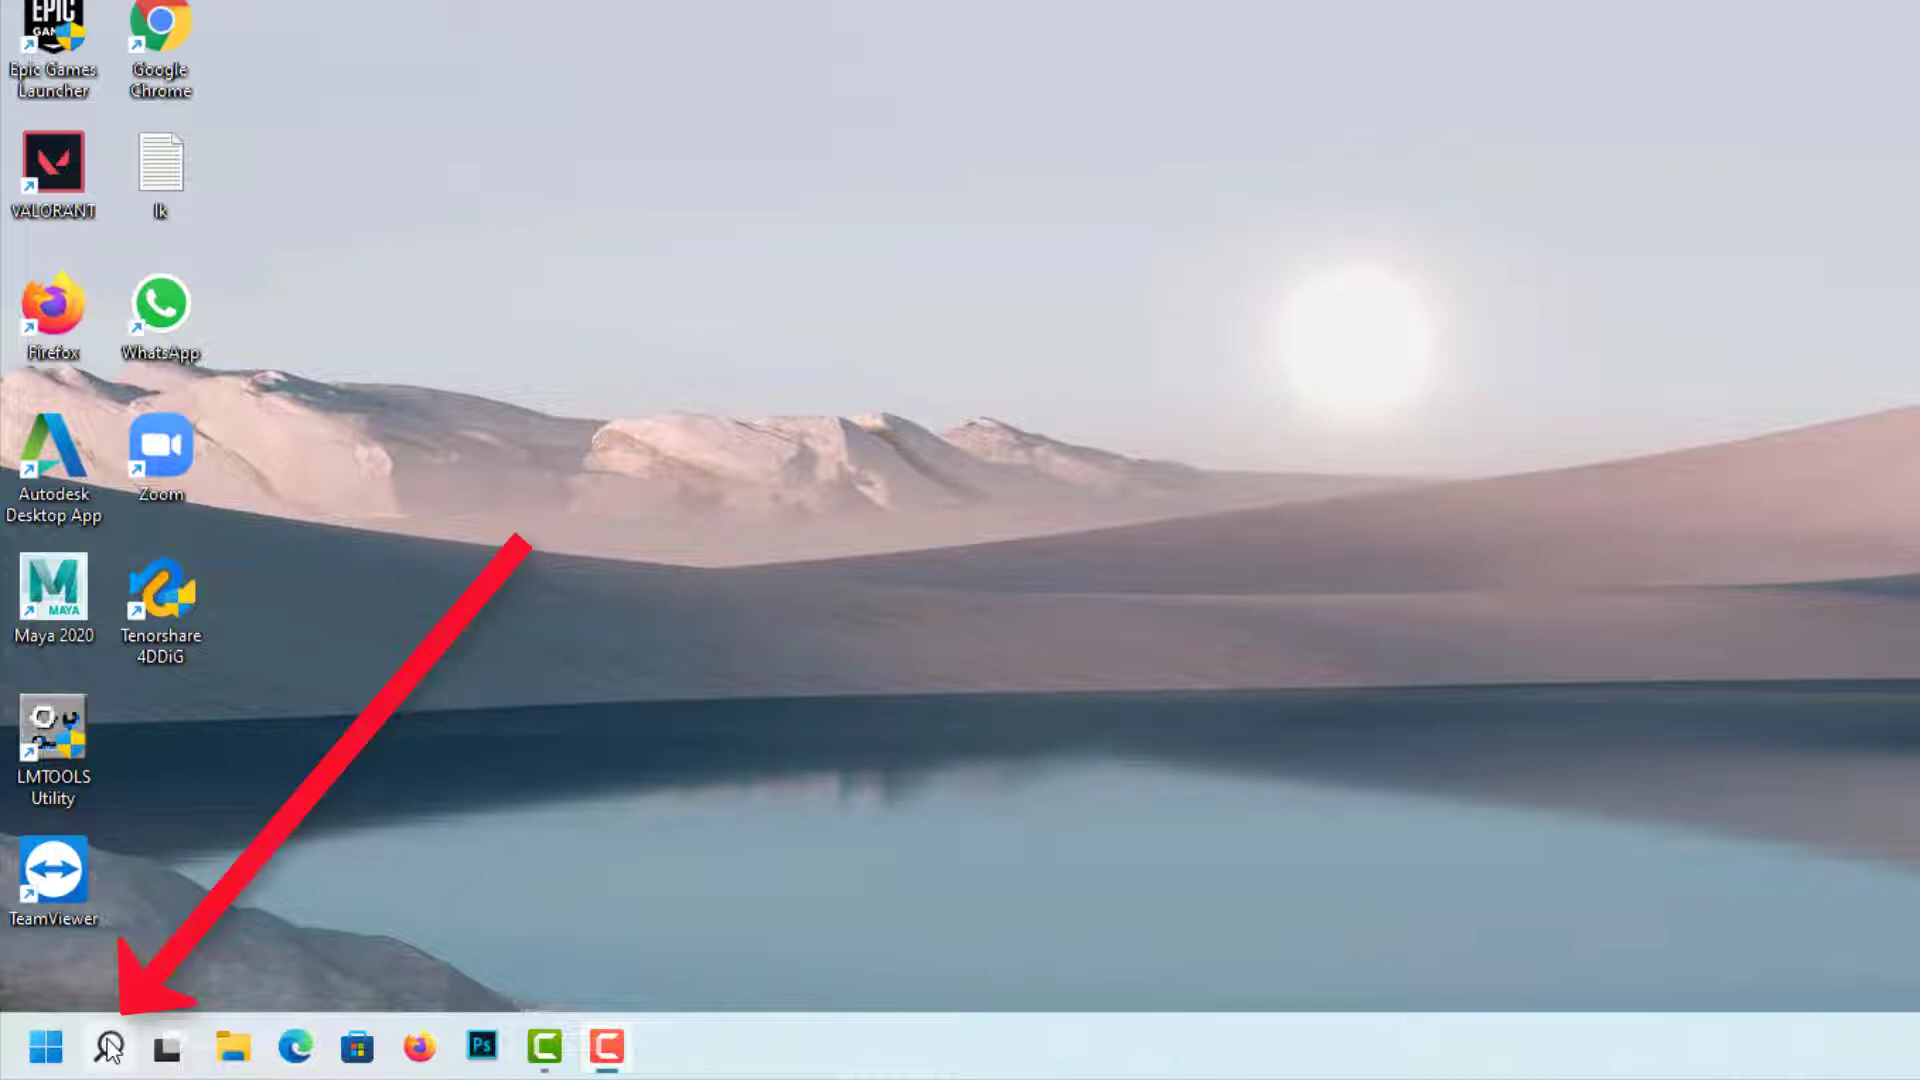 EPIC
GAMES
Epic Games
Launcher
Google
Chrome
VALORANT
lk
Firefox
WhatsApp
Autodesk
Desktop App
Zoom
MAYA
Maya 2020
Tenorshare
4DDiG
LMTOOLS
Utility
TeamViewer
Ps